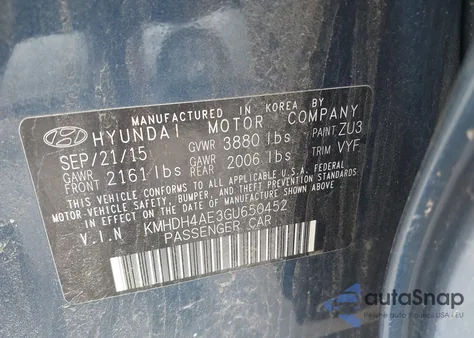 MANUFACTURED IN KOREA BY
HYUNDAI MOTOR COMPANY
SEP/21/15 GVWR 3880 lbs PAINT ZU3
GAWR FRONT 2161 lbs GAWR REAR 2006 lbs TRIM VYF
THIS VEHICLE CONFORMS TO ALL APPLICABLE U.S.A. FEDERAL
MOTOR-VEHICLE SAFETY, BUMPER, AND THEFT PREVENTION STANDARDS
IN EFFECT ON THE DATE OF MANUFACTURE SHOWN ABOVE.
V.I.N KMHDH4AE3GU650452
PASSENGER CAR
autoSnap